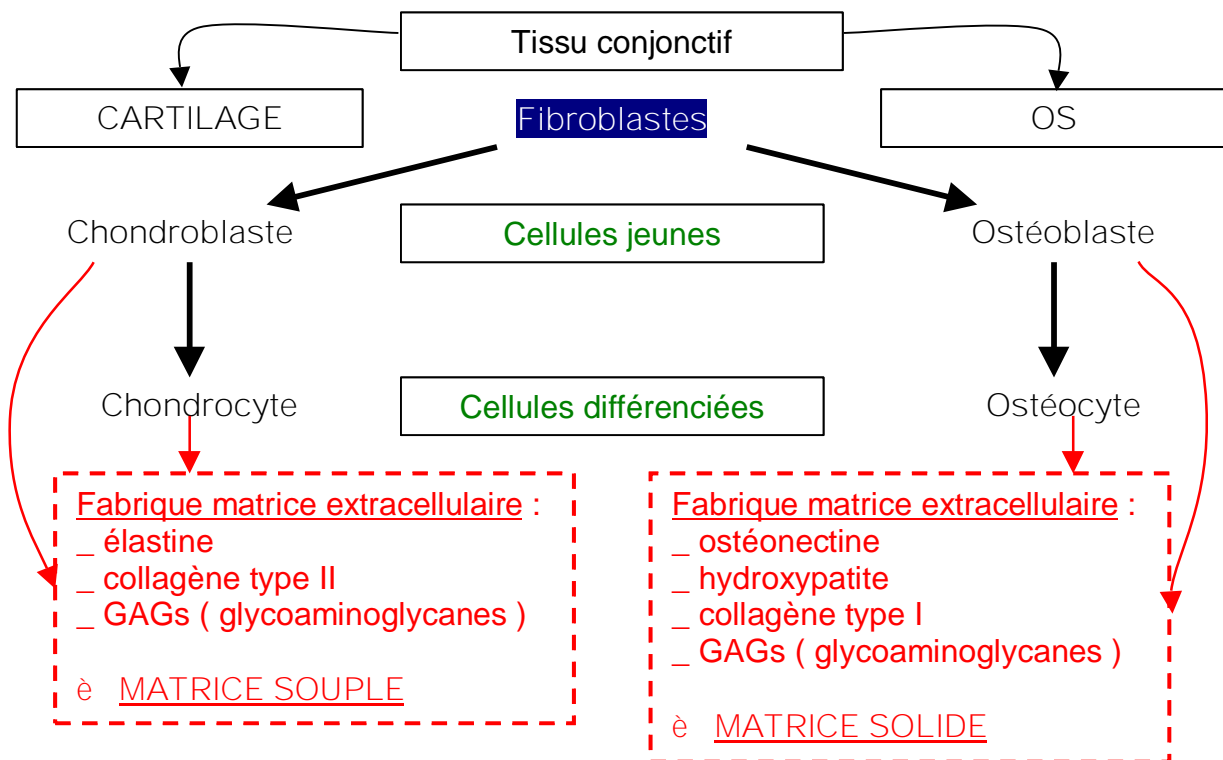 Tissu conjonctif
CARTILAGE
Fibroblastes
OS
Chondroblaste
Cellules jeunes
Ostéoblaste
Chondrocyte
Cellules différenciées
Ostéocyte
Fabrique matrice extracellulaire :
_ élastine
_ collagène type II
_ GAGs ( glycoaminoglycanes )
è MATRICE SOUPLE
Fabrique matrice extracellulaire :
_ ostéonectine
_ hydroxypatite
_ collagène type I
_ GAGs ( glycoaminoglycanes )
è MATRICE SOLIDE